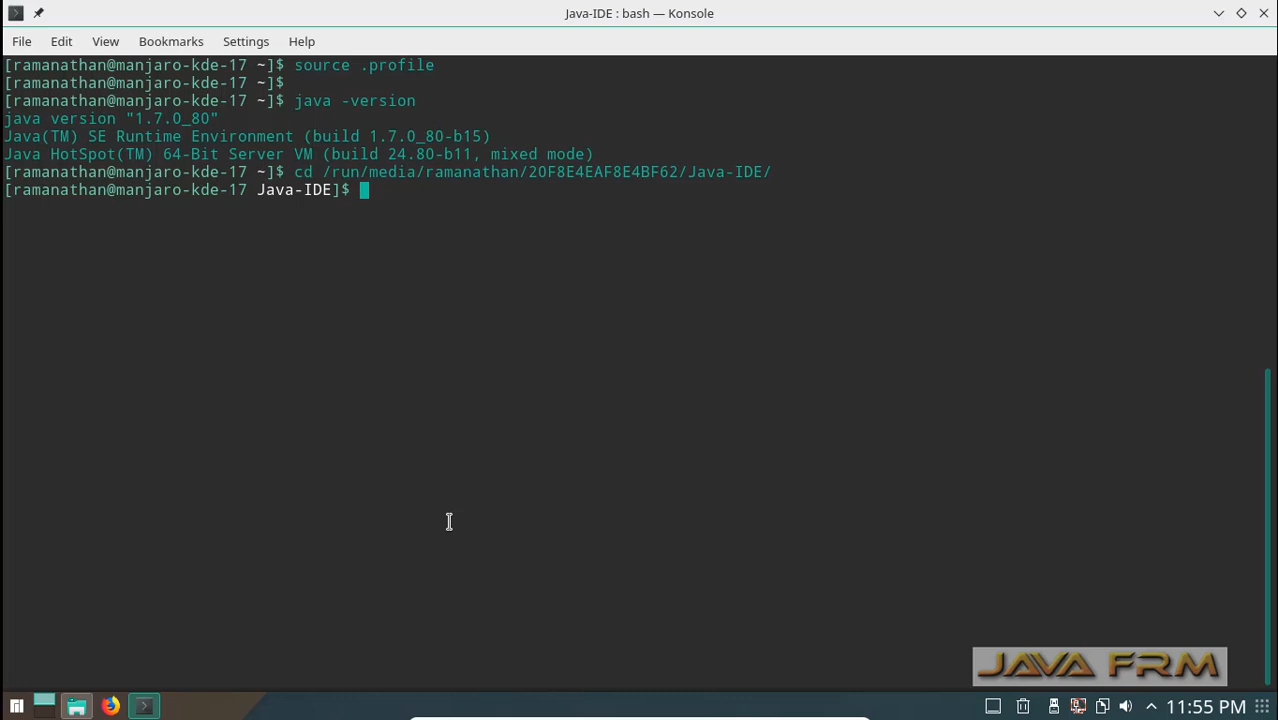 Java-IDE : bash — Konsole
File Edit View Bookmarks Settings Help
[ramanathan@manjaro-kde-17 ~]$ source .profile
[ramanathan@manjaro-kde-17 ~]$
[ramanathan@manjaro-kde-17 ~]$ java -version
java version "1.7.0_80"
Java(TM) SE Runtime Environment (build 1.7.0_80-b15)
Java HotSpot(TM) 64-Bit Server VM (build 24.80-b11, mixed mode)
[ramanathan@manjaro-kde-17 ~]$ cd /run/media/ramanathan/20F8E4EAF8E4BF62/Java-IDE/
[ramanathan@manjaro-kde-17 Java-IDE]$
JAVA FRM
11:55 PM